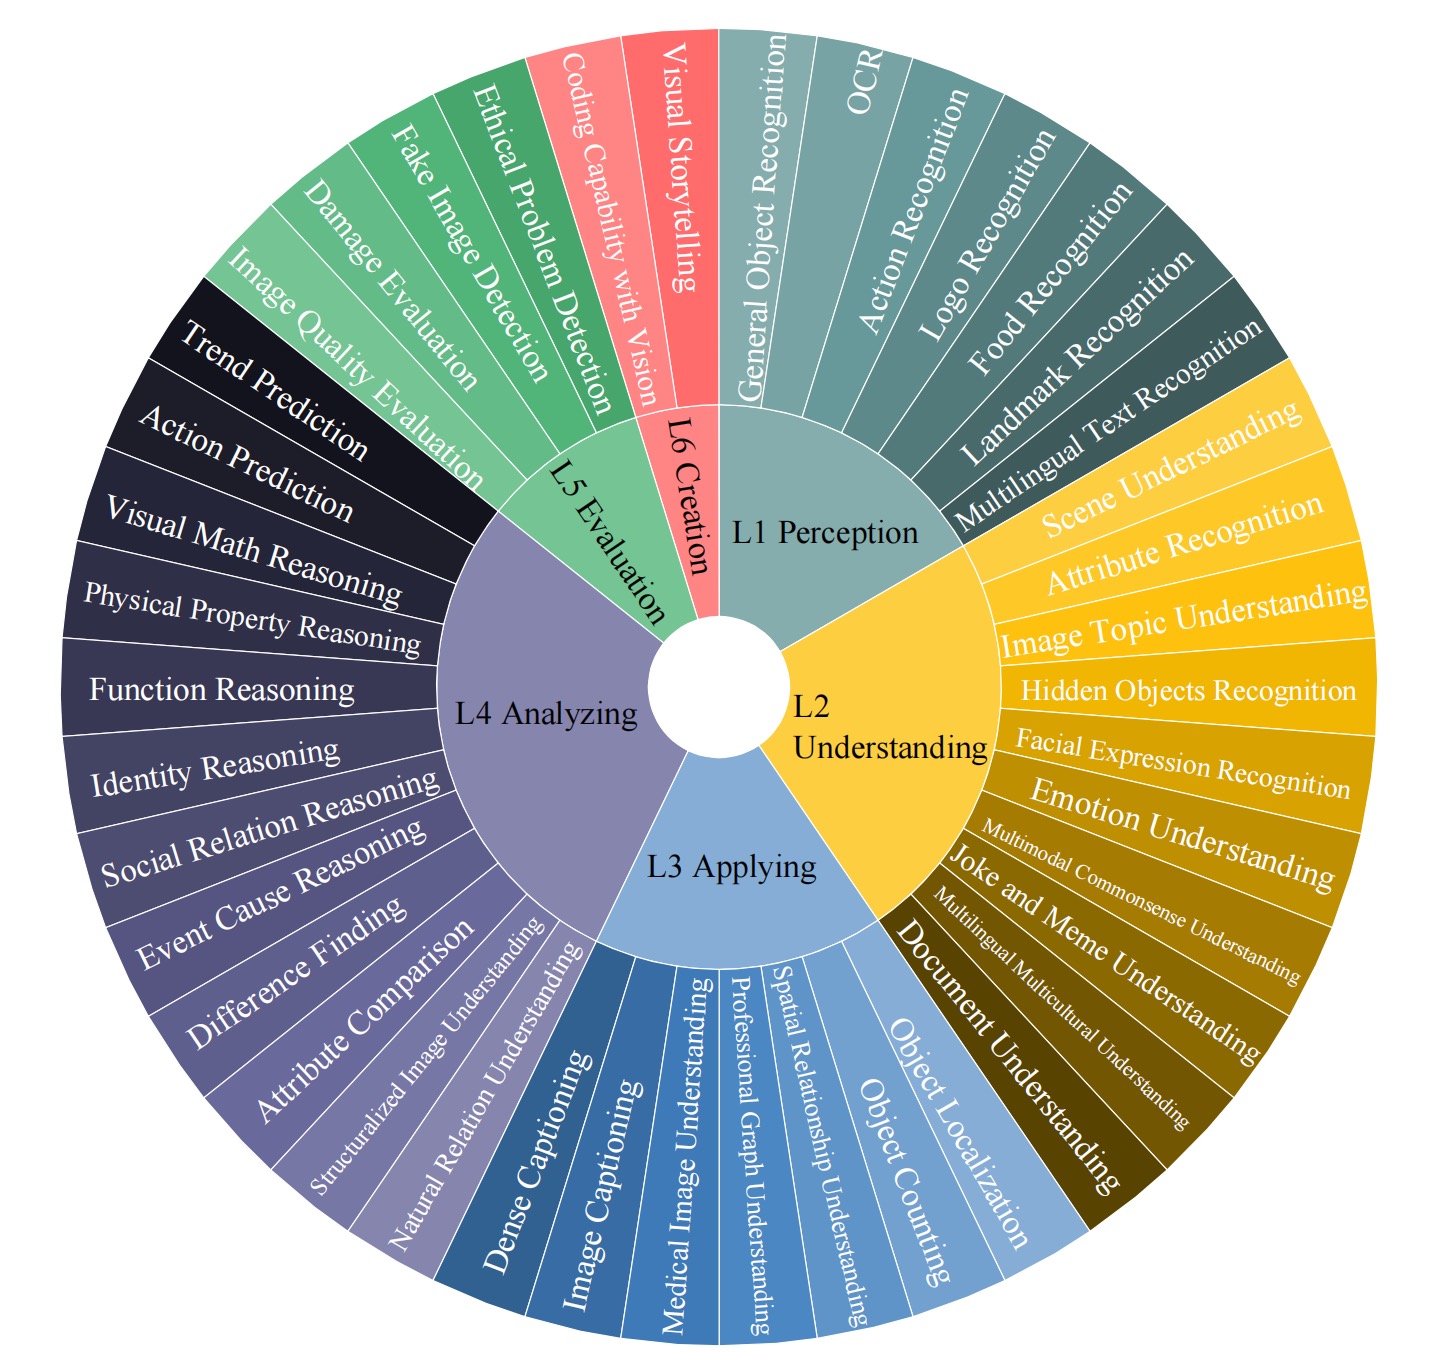 L1 Perception
General Object Recognition
OCR
Action Recognition
Logo Recognition
Food Recognition
Landmark Recognition
Multilingual Text Recognition
L2
Understanding
Scene Understanding
Attribute Recognition
Image Topic Understanding
Hidden Objects Recognition
Facial Expression Recognition
Emotion Understanding
Multimodal Commonsense Understanding
Joke and Meme Understanding
Multilingual Multicultural Understanding
Document Understanding
L3 Applying
Object Localization
Object Counting
Spatial Relationship Understanding
Professional Graph Understanding
Medical Image Understanding
Image Captioning
Dense Captioning
L4 Analyzing
Natural Relation Understanding
Structuralized Image Understanding
Attribute Comparison
Difference Finding
Event Cause Reasoning
Social Relation Reasoning
Identity Reasoning
Function Reasoning
Physical Property Reasoning
Visual Math Reasoning
Action Prediction
Trend Prediction
L5 Evaluation
Image Quality Evaluation
Damage Evaluation
Fake Image Detection
Ethical Problem Detection
L6 Creation
Coding Capability with Vision
Visual Storytelling